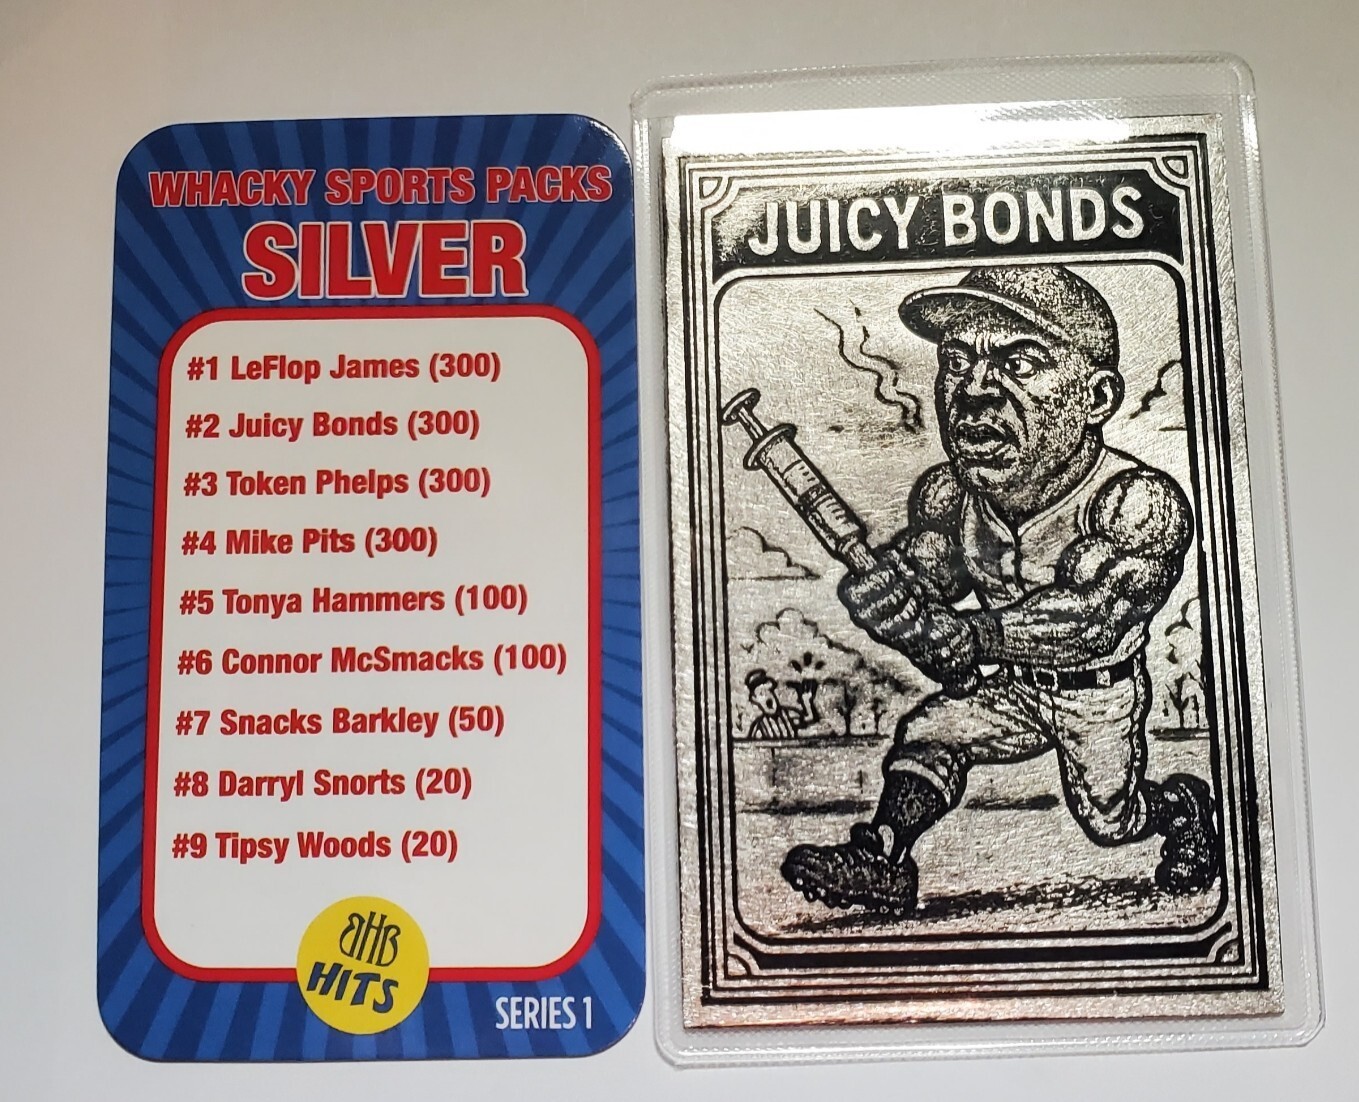 WHACKY SPORTS PACKS
SILVER
#1 LeFlop James (300)
#2 Juicy Bonds (300)
#3 Token Phelps (300)
#4 Mike Pits (300)
#5 Tonya Hammers (100)
#6 Connor McSmacks (100)
#7 Snacks Barkley (50)
#8 Darryl Snorts (20)
#9 Tipsy Woods (20)
BHB
HITS
SERIES 1
JUICY BONDS